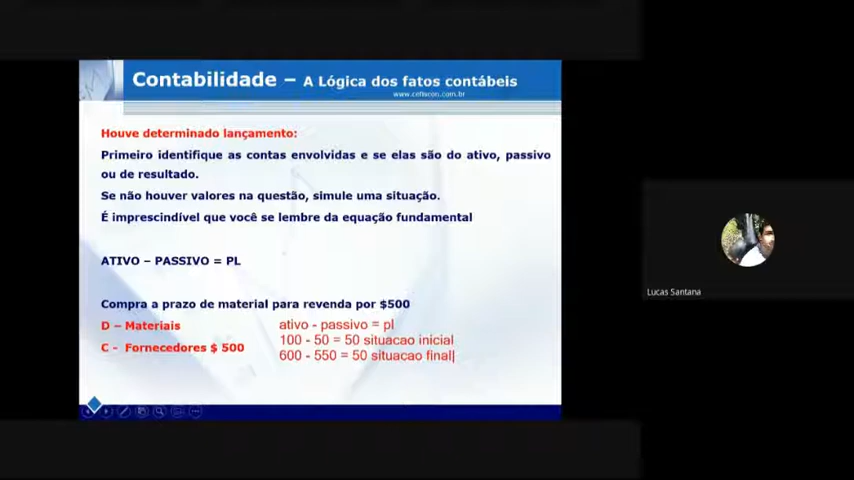 Contabilidade – A Lógica dos fatos contábeis
www.cefiscon.com.br
Houve determinado lançamento:
Primeiro identifique as contas envolvidas e se elas são do ativo, passivo
ou de resultado.
Se não houver valores na questão, simule uma situação.
É imprescindível que você se lembre da equação fundamental
ATIVO – PASSIVO = PL
Compra a prazo de material para revenda por $500
D – Materiais
C - Fornecedores $ 500
ativo - passivo = pl
100 - 50 = 50 situacao inicial
600 - 550 = 50 situacao final
Lucas Santana